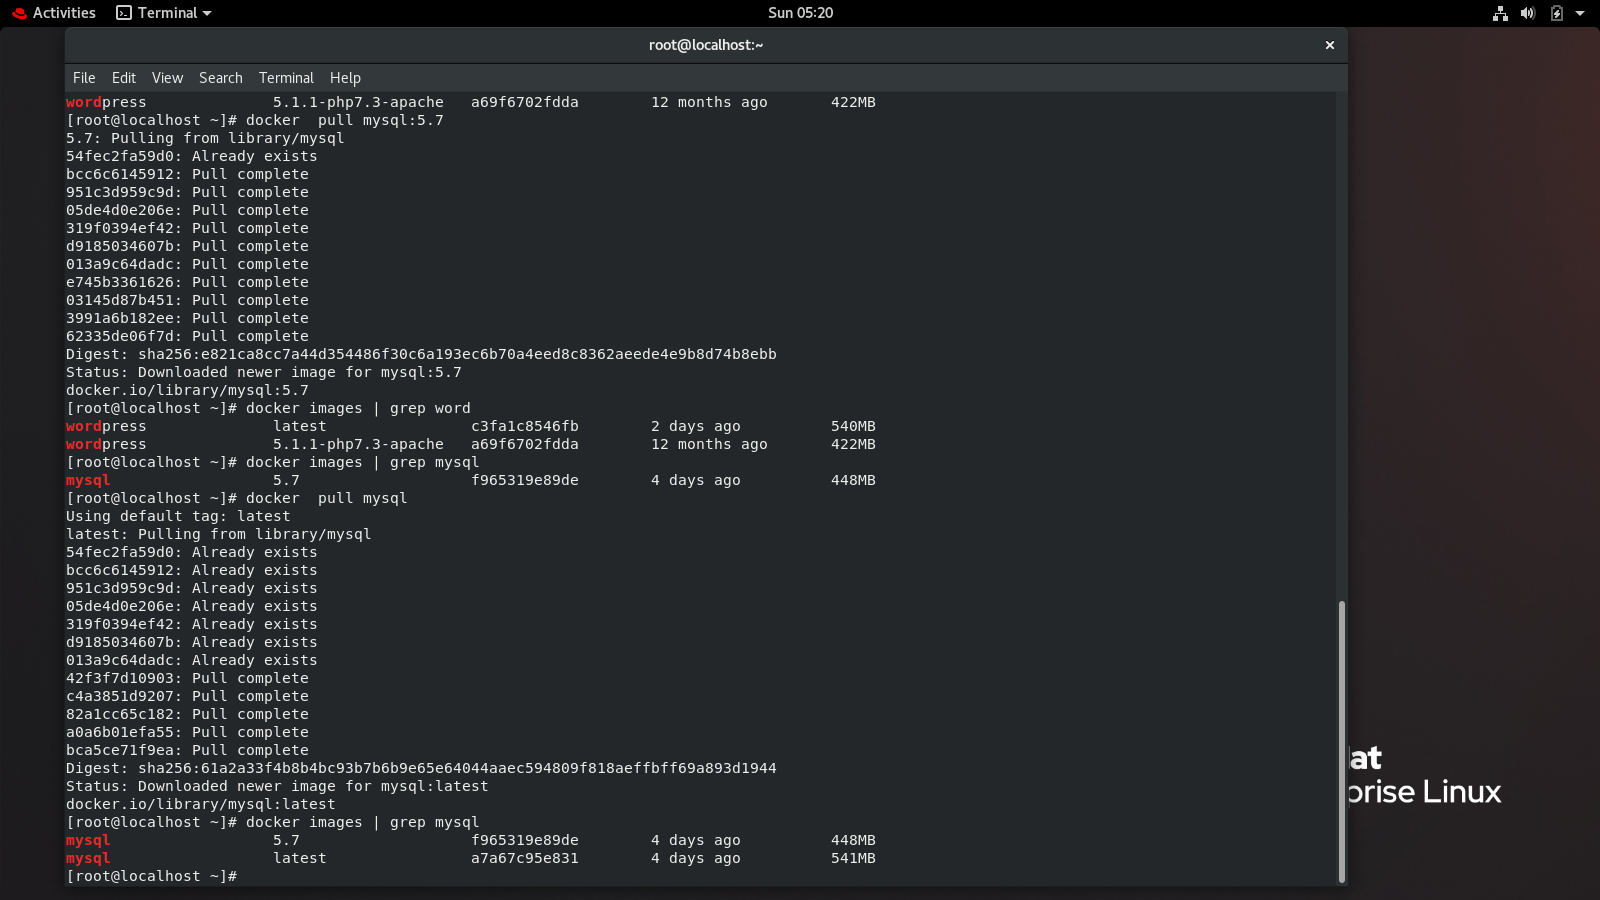 Activities Terminal Sun 05:20
root@localhost:~
File Edit View Search Terminal Help
wordpress 5.1.1-php7.3-apache a69f6702fdda 12 months ago 422MB
[root@localhost ~]# docker  pull mysql:5.7
5.7: Pulling from library/mysql
54fec2fa59d0: Already exists
bcc6c6145912: Pull complete
951c3d959c9d: Pull complete
05de4d0e206e: Pull complete
319f0394ef42: Pull complete
d9185034607b: Pull complete
013a9c64dadc: Pull complete
e745b3361626: Pull complete
03145d87b451: Pull complete
3991a6b182ee: Pull complete
62335de06f7d: Pull complete
Digest: sha256:e821ca8cc7a44d354486f30c6a193ec6b70a4eed8c8362aeede4e9b8d74b8ebb
Status: Downloaded newer image for mysql:5.7
docker.io/library/mysql:5.7
[root@localhost ~]# docker images | grep word
wordpress latest c3fa1c8546fb 2 days ago 540MB
wordpress 5.1.1-php7.3-apache a69f6702fdda 12 months ago 422MB
[root@localhost ~]# docker images | grep mysql
mysql 5.7 f965319e89de 4 days ago 448MB
[root@localhost ~]# docker  pull mysql
Using default tag: latest
latest: Pulling from library/mysql
54fec2fa59d0: Already exists
bcc6c6145912: Already exists
951c3d959c9d: Already exists
05de4d0e206e: Already exists
319f0394ef42: Already exists
d9185034607b: Already exists
013a9c64dadc: Already exists
42f3f7d10903: Pull complete
c4a3851d9207: Pull complete
82a1cc65c182: Pull complete
a0a6b01efa55: Pull complete
bca5ce71f9ea: Pull complete
Digest: sha256:61a2a33f4b8b4bc93b7b6b9e65e64044aaec594809f818aeffbff69a893d1944
Status: Downloaded newer image for mysql:latest
docker.io/library/mysql:latest
[root@localhost ~]# docker images | grep mysql
mysql 5.7 f965319e89de 4 days ago 448MB
mysql latest a7a67c95e831 4 days ago 541MB
[root@localhost ~]#
at
prise Linux